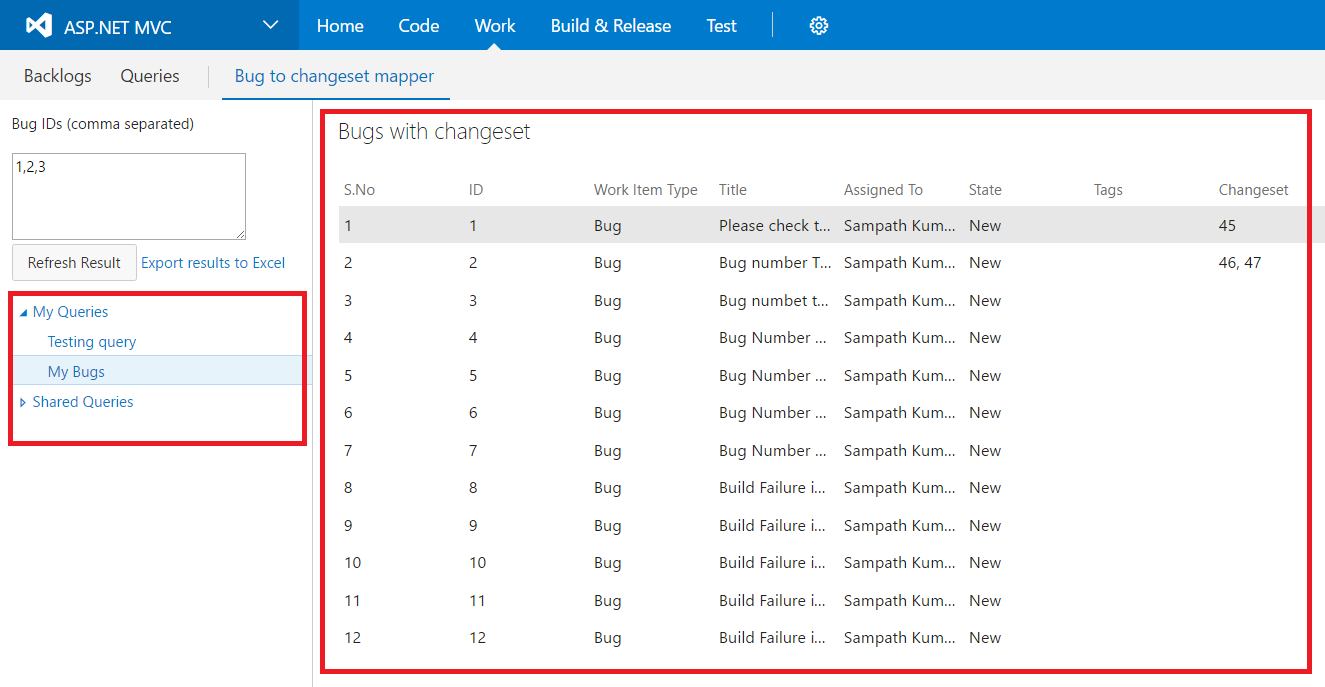 ASP.NET MVC Home Code Work Build & Release Test
Backlogs Queries Bug to changeset mapper
Bug IDs (comma separated)
1,2,3
Refresh Result Export results to Excel
My Queries
Testing query
My Bugs
Shared Queries
Bugs with changeset
S.No ID Work Item Type Title Assigned To State Tags Changeset
1 1 Bug Please check t... Sampath Kum... New 45
2 2 Bug Bug number T... Sampath Kum... New 46, 47
3 3 Bug Bug numbet t... Sampath Kum... New
4 4 Bug Bug Number ... Sampath Kum... New
5 5 Bug Bug Number ... Sampath Kum... New
6 6 Bug Bug Number ... Sampath Kum... New
7 7 Bug Bug Number ... Sampath Kum... New
8 8 Bug Build Failure i... Sampath Kum... New
9 9 Bug Build Failure i... Sampath Kum... New
10 10 Bug Build Failure i... Sampath Kum... New
11 11 Bug Build Failure i... Sampath Kum... New
12 12 Bug Build Failure i... Sampath Kum... New